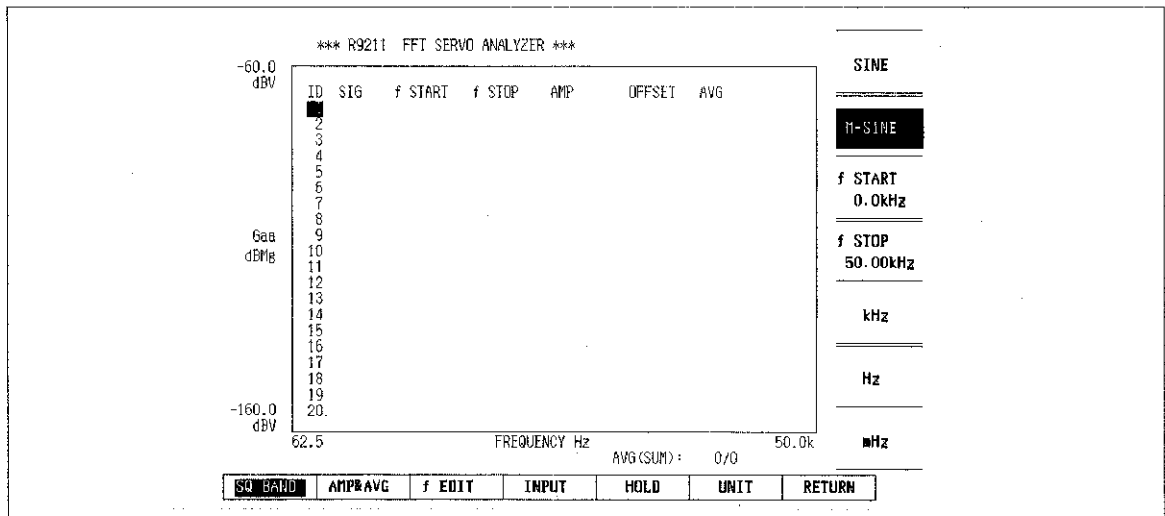 *** R9211 FFT SERVO ANALYZER ***
-60.0
dBV
ID SIG f START f STOP AMP OFFSET AVG
2
3
4
5
6
7
8
9
10
11
12
13
14
15
16
17
18
19
20
Gaa
dBMg
-160.0
dBV
62.5 FREQUENCY Hz 50.0k
AVG(SUM): 0/0
SINE
M-SINE
f START
0.0kHz
f STOP
50.00kHz
kHz
Hz
mHz
SQ BAND AMP&AVG f EDIT INPUT HOLD UNIT RETURN